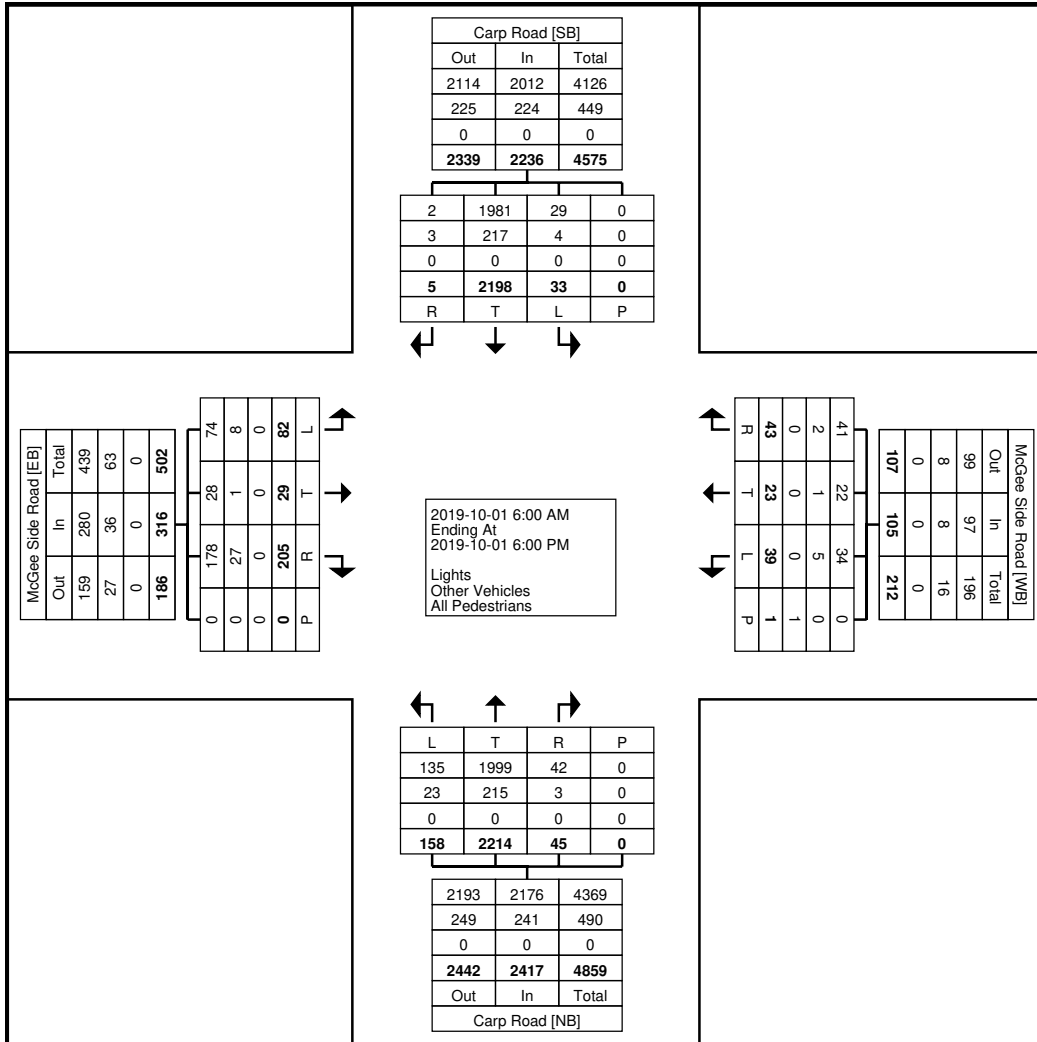 Carp Road [SB]
Out In Total
2114 2012 4126
225 224 449
0 0 0
2339 2236 4575
2 1981 29 0
3 217 4 0
0 0 0 0
5 2198 33 0
R T L P
McGee Side Road [EB]
Total 439 63 0 502
In 280 36 0 316
Out 159 27 0 186
74 8 0 82 L
28 1 0 29 T
178 27 0 205 R
0 0 0 0 P
2019-10-01 6:00 AM
Ending At
2019-10-01 6:00 PM
Lights
Other Vehicles
All Pedestrians
R 43 0 2 41
T 23 0 1 22
L 39 0 5 34
P 1 1 0 0
McGee Side Road [WB]
Out In Total
99 97 196
8 8 16
0 0 0
107 105 212
L T R P
135 1999 42 0
23 215 3 0
0 0 0 0
158 2214 45 0
2193 2176 4369
249 241 490
0 0 0
2442 2417 4859
Out In Total
Carp Road [NB]